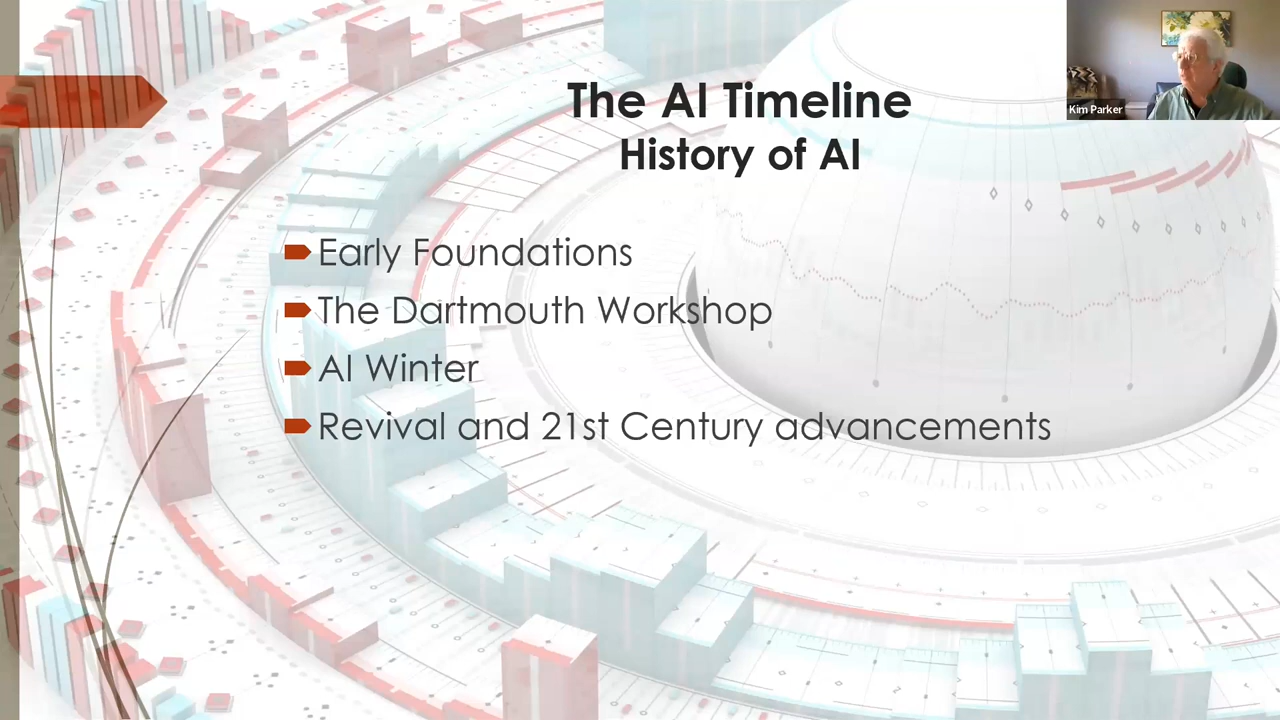 The AI Timeline
History of AI
Kim Parker
Early Foundations
The Dartmouth Workshop
AI Winter
Revival and 21st Century advancements